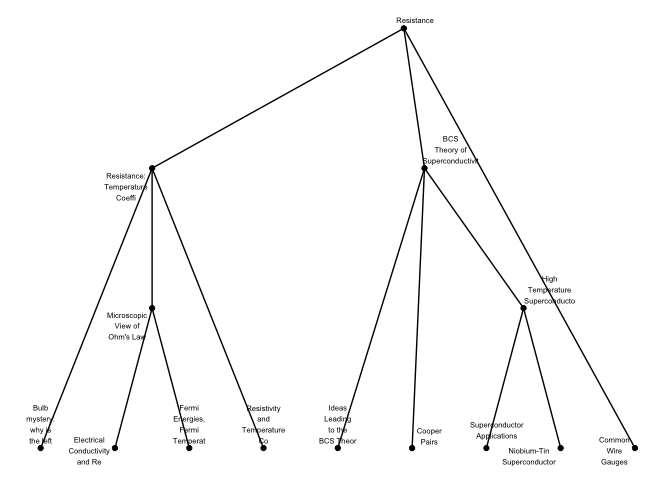 Resistance
BCS
Theory of
Superconductivit
Resistance:
Temperature
Coeffi
High
Temperature
Superconducto
Microscopic
View of
Ohm's Law
Bulb
mystery:
why is
the left
Electrical
Conductivity
and Re
Fermi
Energies,
Fermi
Temperat
Resistivity
and
Temperature
Co
Ideas
Leading
to the
BCS Theor
Cooper
Pairs
Superconductor
Applications
Niobium-Tin
Superconductor
Common
Wire
Gauges